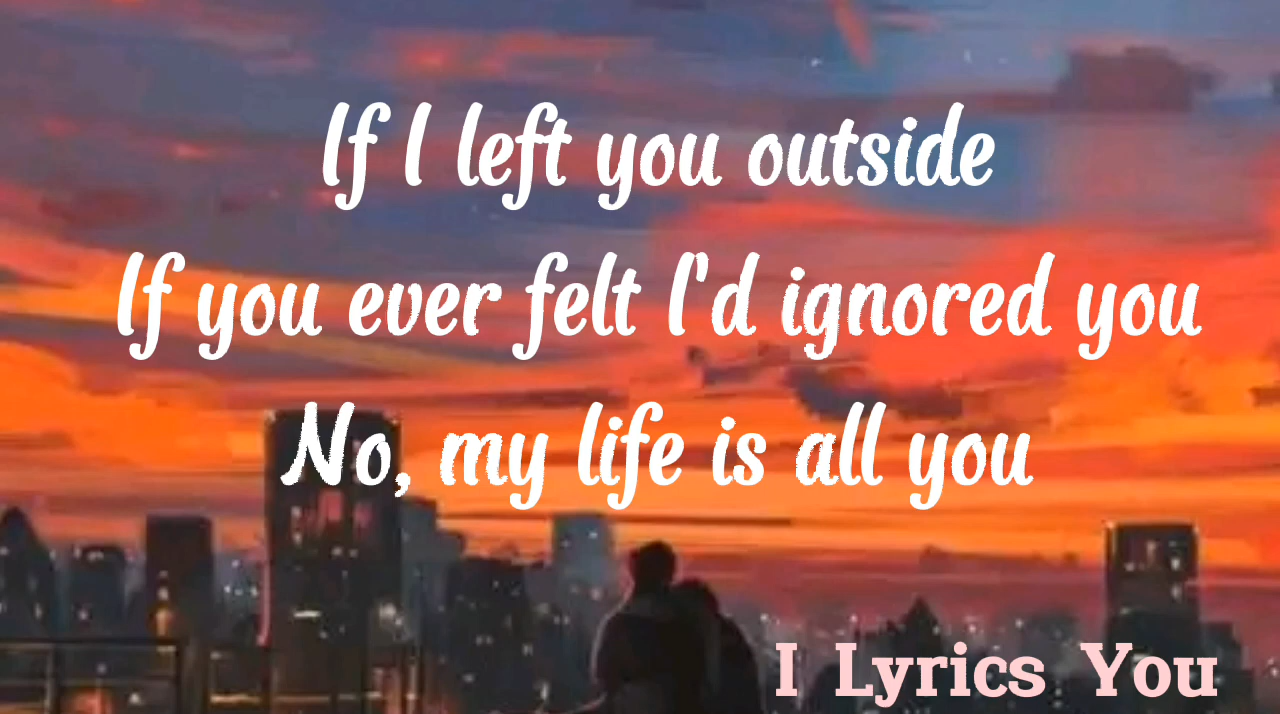 If I left you outside
If you ever felt I'd ignored you
No, my life is all you
I Lyrics You